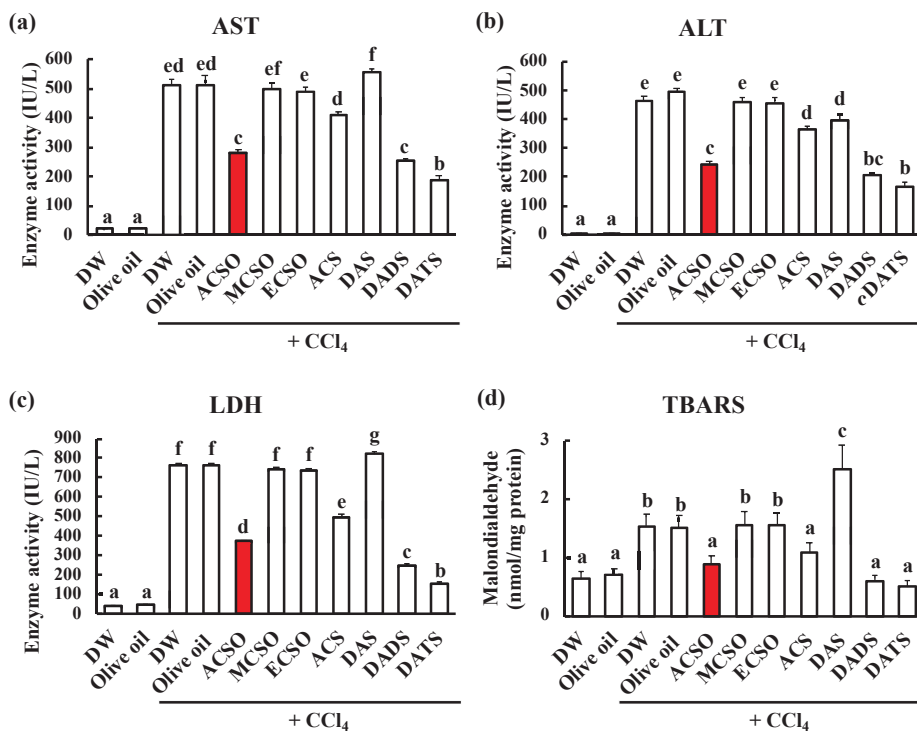 (a) AST
Enzyme activity (IU/L)
600
500
400
300
200
100
0
a a ed ed c ef e d f c b
DW Olive oil DW Olive oil ACSO MCSO ECSO ACS DAS DADS DATS
+ CCl₄
(b) ALT
Enzyme activity (IU/L)
600
500
400
300
200
100
0
a a e e c e e d d bc b
DW Olive oil DW Olive oil ACSO MCSO ECSO ACS DAS DADS cDATS
+ CCl₄
(c) LDH
Enzyme activity (IU/L)
900
800
700
600
500
400
300
200
100
0
a a f f d f f e g c b
DW Olive oil DW Olive oil ACSO MCSO ECSO ACS DAS DADS DATS
+ CCl₄
(d) TBARS
Malondialdehyde
(nmol/mg protein)
3
2
1
0
a a b b a b b a c a a
DW Olive oil DW Olive oil ACSO MCSO ECSO ACS DAS DADS DATS
+ CCl₄